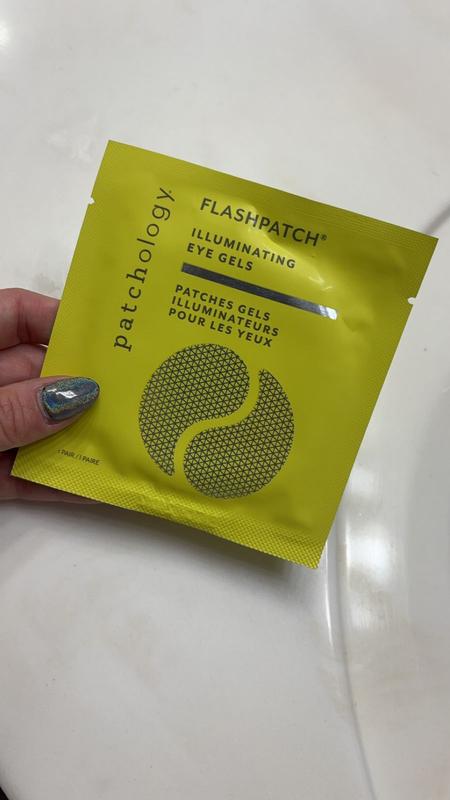 patchology®
FLASHPATCH®
ILLUMINATING
EYE GELS
PATCHES GELS
ILLUMINATEURS
POUR LES YEUX
1 PAIR / 1 PAIRE